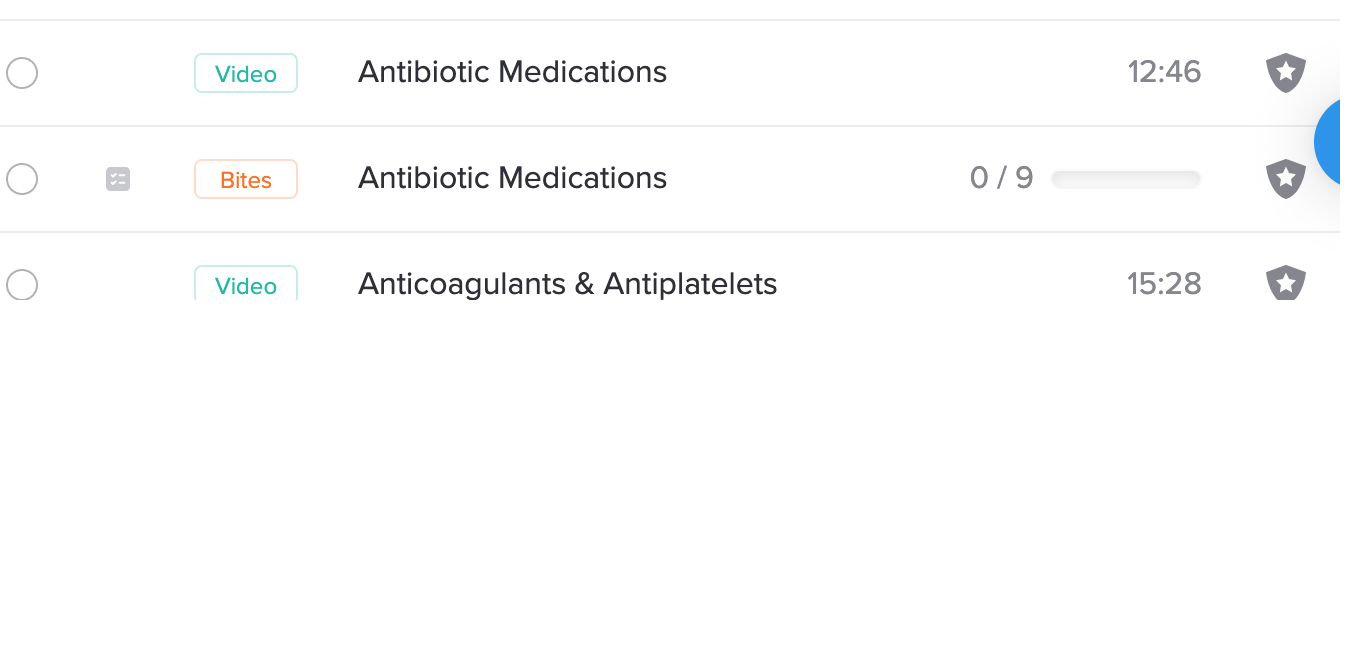 Video Antibiotic Medications 12:46
Bites Antibiotic Medications 0 / 9
Video Anticoagulants & Antiplatelets 15:28